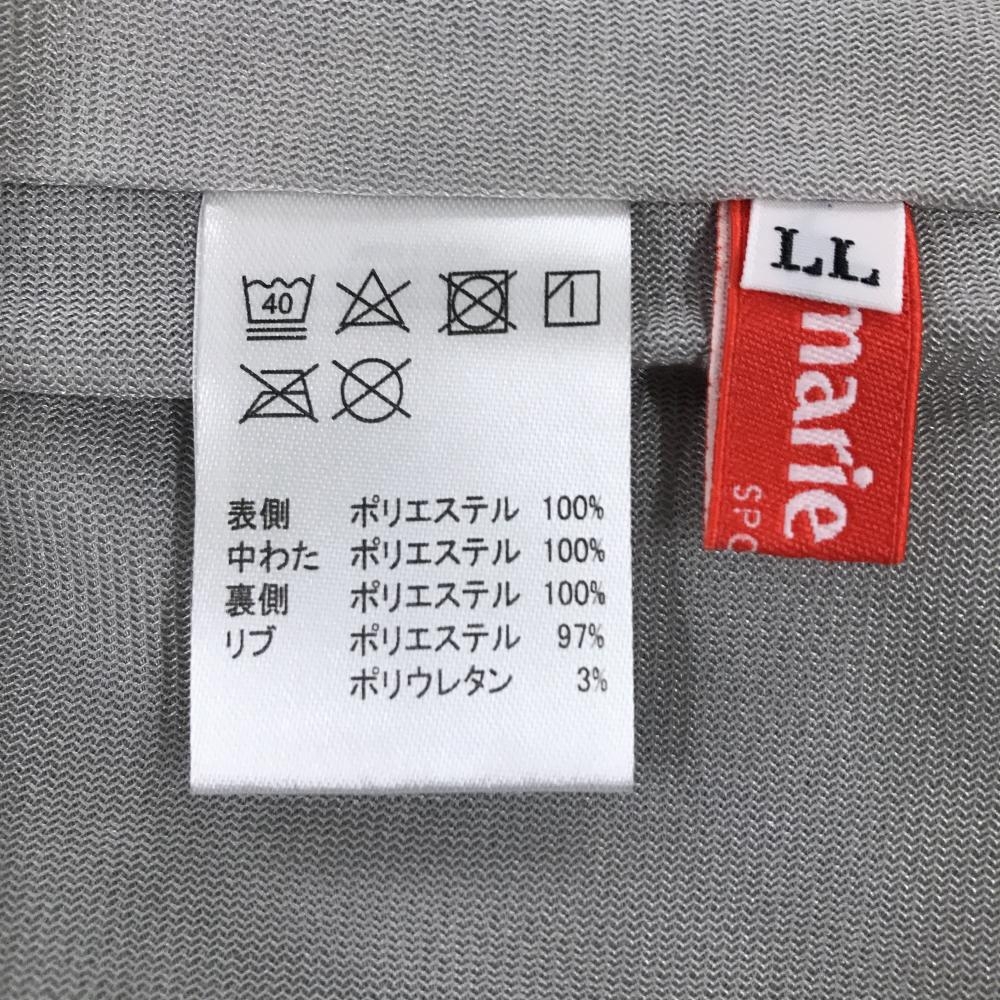 40
表側 ポリエステル 100%
中わた ポリエステル 100%
裏側 ポリエステル 100%
リブ ポリエステル 97%
ポリウレタン 3%
LL
marie
SPO